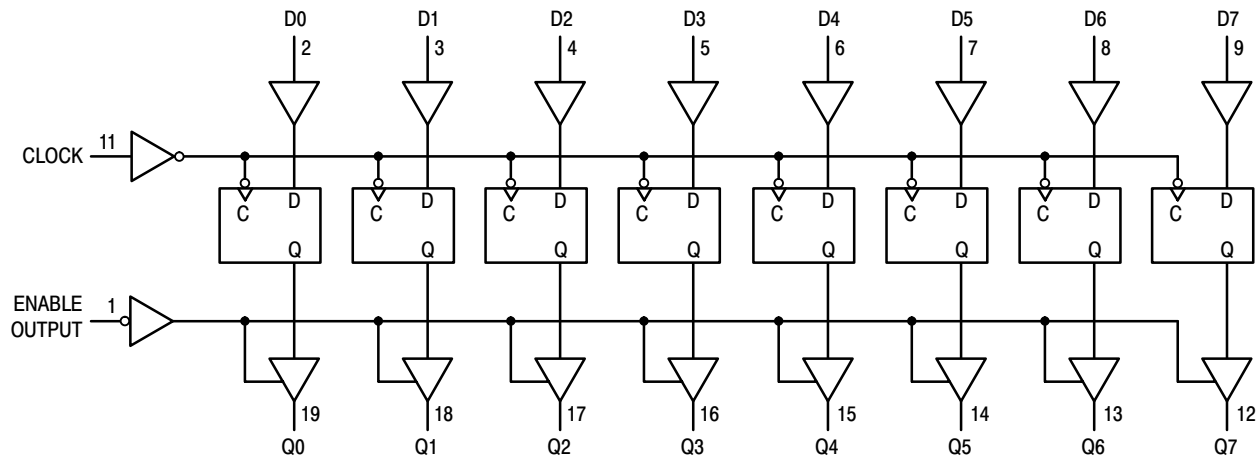 D0 D1 D2 D3 D4 D5 D6 D7
2 3 4 5 6 7 8 9
CLOCK 11
C D C D C D C D C D C D C D C D
Q Q Q Q Q Q Q Q
ENABLE
OUTPUT 1
19 18 17 16 15 14 13 12
Q0 Q1 Q2 Q3 Q4 Q5 Q6 Q7